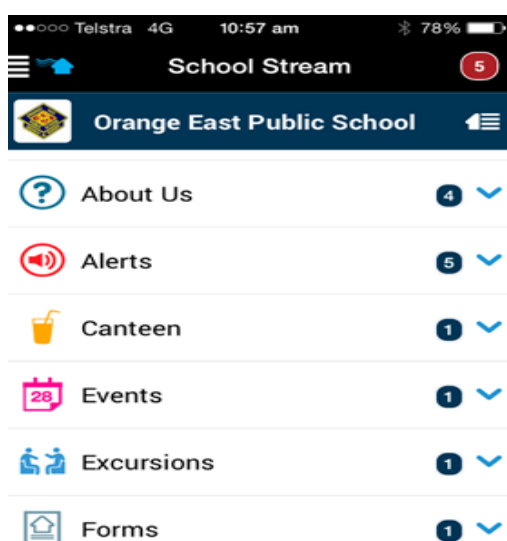 Telstra 4G 10:57 am 78%
School Stream 5
Orange East Public School
About Us 4
Alerts 5
Canteen 1
28 Events 1
Excursions 1
Forms 1